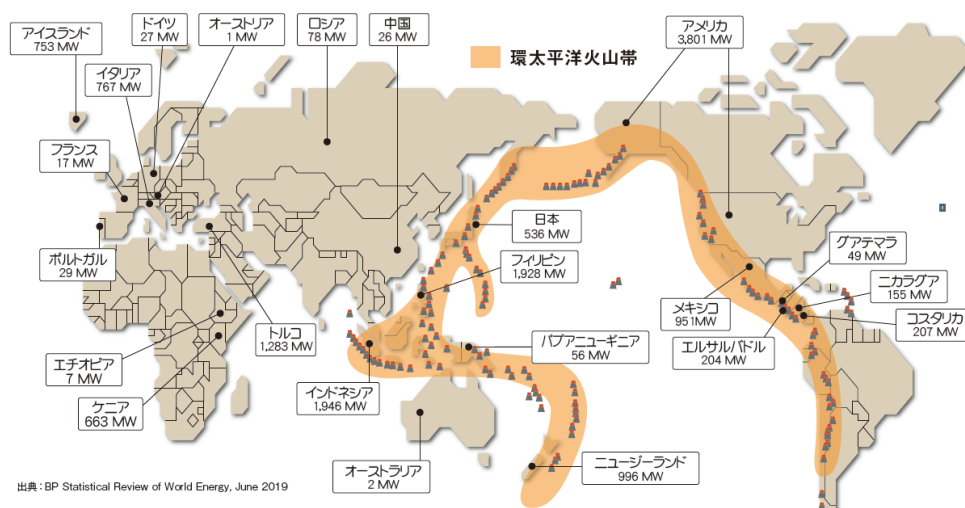 アイスランド
753 MW
ドイツ
27 MW
オーストリア
1 MW
ロシア
78 MW
中国
26 MW
アメリカ
3,801 MW
環太平洋火山帯
イタリア
767 MW
フランス
17 MW
日本
536 MW
グアテマラ
49 MW
ポルトガル
29 MW
フィリピン
1,928 MW
ニカラグア
155 MW
メキシコ
951MW
コスタリカ
207 MW
トルコ
1,283 MW
パプアニューギニア
56 MW
エルサルバドル
204 MW
エチオピア
7 MW
インドネシア
1,946 MW
ケニア
663 MW
オーストラリア
2 MW
ニュージーランド
996 MW
出典：BP Statistical Review of World Energy, June 2019